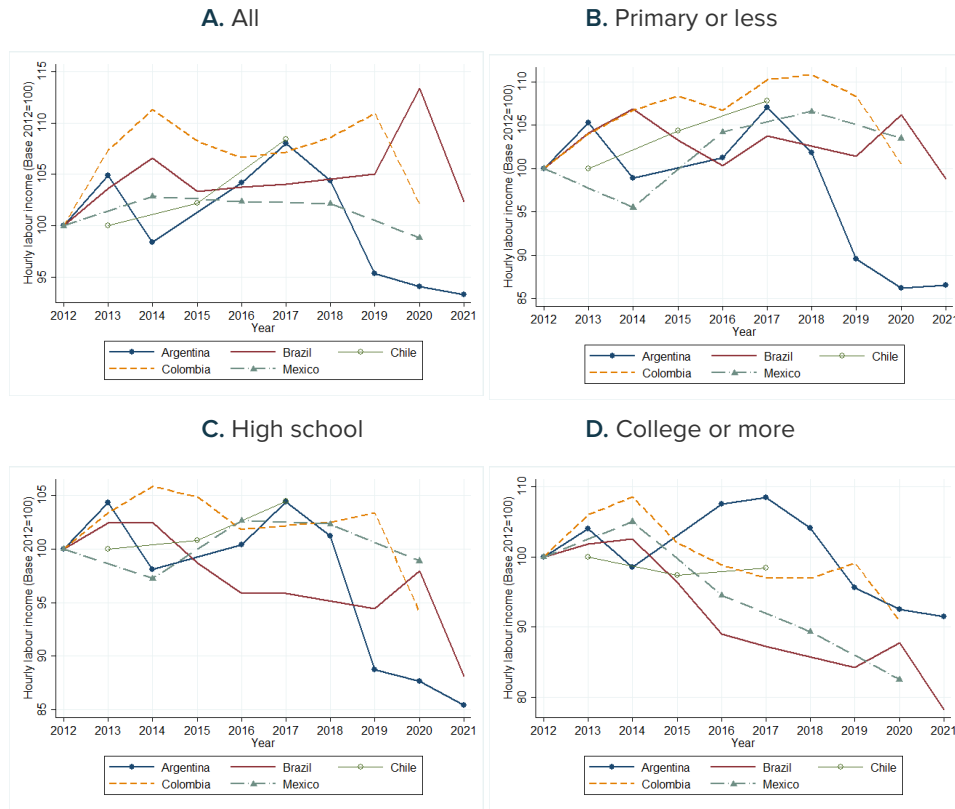 A. All
Hourly labour income (Base 2012=100)
115
110
105
100
95
2012 2013 2014 2015 2016 2017 2018 2019 2020 2021
Year
Argentina Brazil Chile
Colombia Mexico
B. Primary or less
Hourly labour income (Base 2012=100)
110
105
100
95
90
85
2012 2013 2014 2015 2016 2017 2018 2019 2020 2021
Year
Argentina Brazil Chile
Colombia Mexico
C. High school
Hourly labour income (Base 2012=100)
105
100
95
90
85
2012 2013 2014 2015 2016 2017 2018 2019 2020 2021
Year
Argentina Brazil Chile
Colombia Mexico
D. College or more
Hourly labour income (Base 2012=100)
110
100
90
80
2012 2013 2014 2015 2016 2017 2018 2019 2020 2021
Year
Argentina Brazil Chile
Colombia Mexico